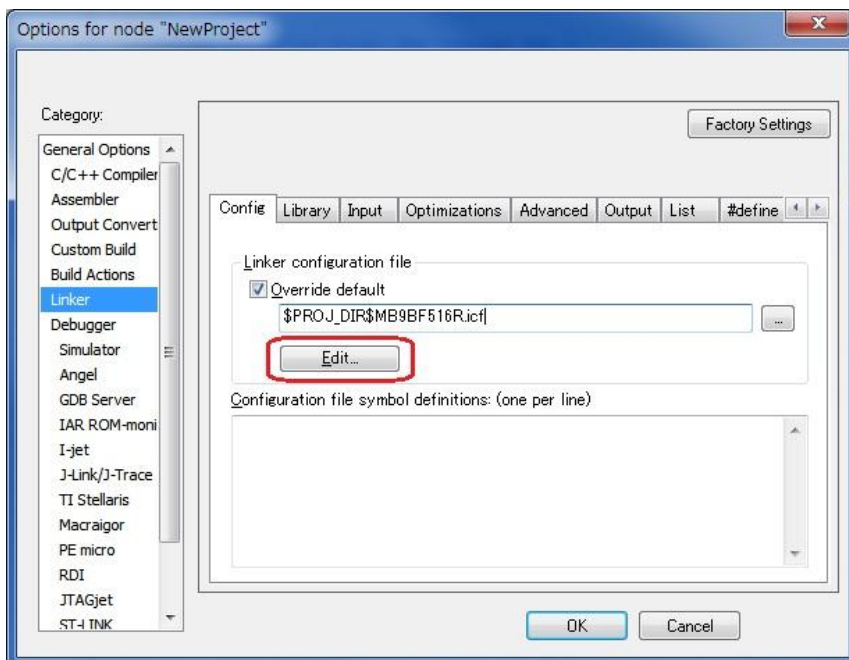 Options for node "NewProject"
Category:
General Options
C/C++ Compiler
Assembler
Output Convert
Custom Build
Build Actions
Linker
Debugger
Simulator
Angel
GDB Server
IAR ROM-moni
I-jet
J-Link/J-Trace
TI Stellaris
Macraigor
PE micro
RDI
JTAGjet
ST-LINK
Factory Settings
Config Library Input Optimizations Advanced Output List #define
Linker configuration file
Override default
$PROJ_DIR$MB9BF516R.icf
...
Edit...
Configuration file symbol definitions: (one per line)
OK Cancel